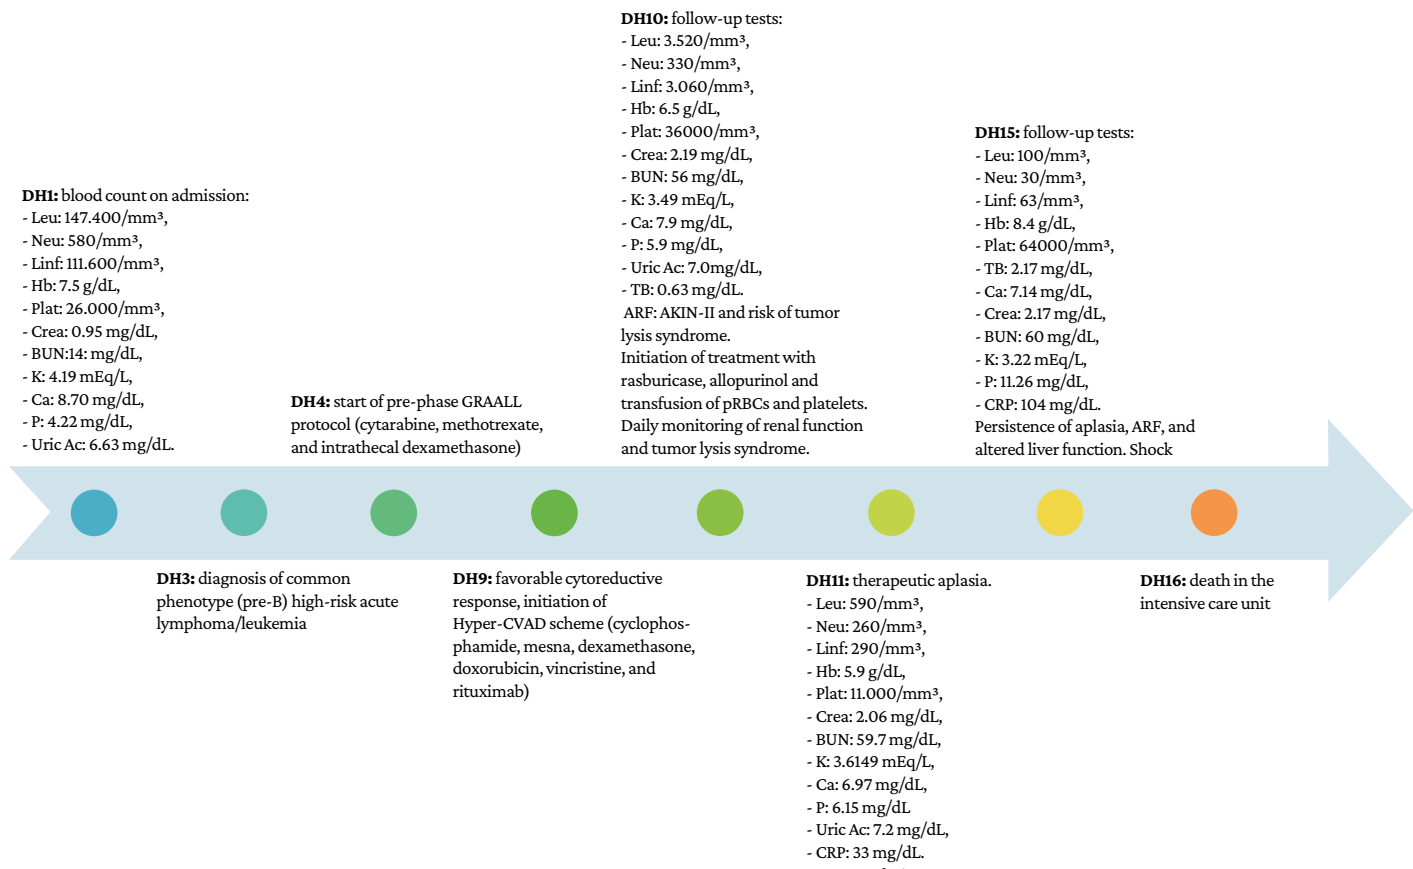 DH1: blood count on admission:
- Leu: 147.400/mm³,
- Neu: 580/mm³,
- Linf: 111.600/mm³,
- Hb: 7.5 g/dL,
- Plat: 26.000/mm³,
- Crea: 0.95 mg/dL,
- BUN:14: mg/dL,
- K: 4.19 mEq/L,
- Ca: 8.70 mg/dL,
- P: 4.22 mg/dL,
- Uric Ac: 6.63 mg/dL.
DH3: diagnosis of common
phenotype (pre-B) high-risk acute
lymphoma/leukemia
DH4: start of pre-phase GRAALL
protocol (cytarabine, methotrexate,
and intrathecal dexamethasone)
DH9: favorable cytoreductive
response, initiation of
Hyper-CVAD scheme (cyclophos-
phamide, mesna, dexamethasone,
doxorubicin, vincristine, and
rituximab)
DH10: follow-up tests:
- Leu: 3.520/mm³,
- Neu: 330/mm³,
- Linf: 3.060/mm³,
- Hb: 6.5 g/dL,
- Plat: 36000/mm³,
- Crea: 2.19 mg/dL,
- BUN: 56 mg/dL,
- K: 3.49 mEq/L,
- Ca: 7.9 mg/dL,
- P: 5.9 mg/dL,
- Uric Ac: 7.0mg/dL,
- TB: 0.63 mg/dL.
ARF: AKIN-II and risk of tumor
lysis syndrome.
Initiation of treatment with
rasburicase, allopurinol and
transfusion of pRBCs and platelets.
Daily monitoring of renal function
and tumor lysis syndrome.
DH11: therapeutic aplasia.
- Leu: 590/mm³,
- Neu: 260/mm³,
- Linf: 290/mm³,
- Hb: 5.9 g/dL,
- Plat: 11.000/mm³,
- Crea: 2.06 mg/dL,
- BUN: 59.7 mg/dL,
- K: 3.6149 mEq/L,
- Ca: 6.97 mg/dL,
- P: 6.15 mg/dL
- Uric Ac: 7.2 mg/dL,
- CRP: 33 mg/dL.
DH15: follow-up tests:
- Leu: 100/mm³,
- Neu: 30/mm³,
- Linf: 63/mm³,
- Hb: 8.4 g/dL,
- Plat: 64000/mm³,
- TB: 2.17 mg/dL,
- Ca: 7.14 mg/dL,
- Crea: 2.17 mg/dL,
- BUN: 60 mg/dL,
- K: 3.22 mEq/L,
- P: 11.26 mg/dL,
- CRP: 104 mg/dL.
Persistence of aplasia, ARF, and
altered liver function. Shock
DH16: death in the
intensive care unit